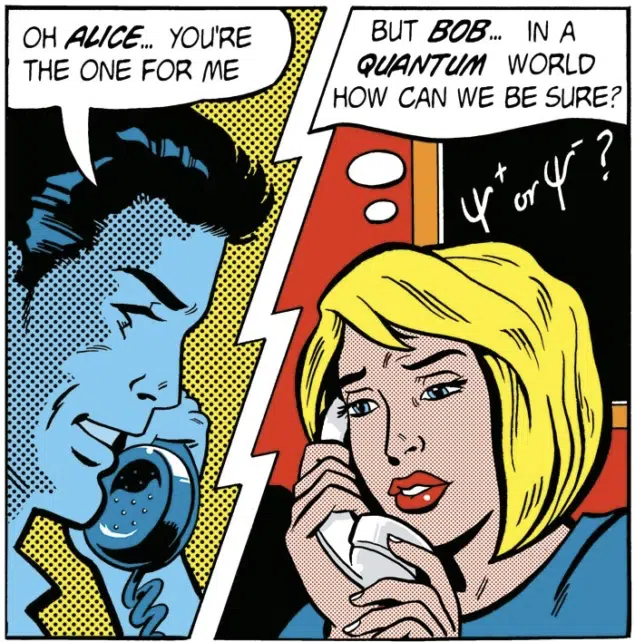 OH ALICE... YOU'RE
THE ONE FOR ME
BUT BOB... IN A
QUANTUM WORLD
HOW CAN WE BE SURE?
ψ⁺ or ψ⁻ ?